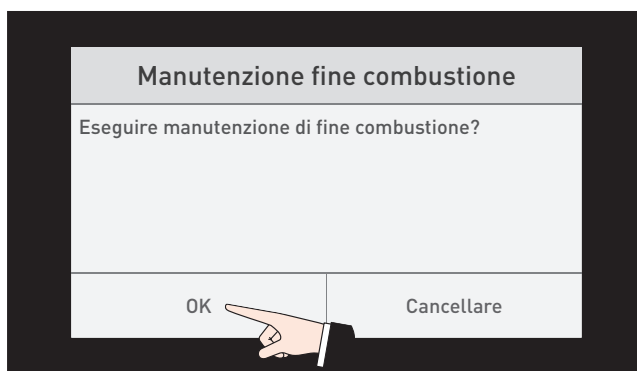 Manutenzione fine combustione
Eseguire manutenzione di fine combustione?
OK
Cancellare